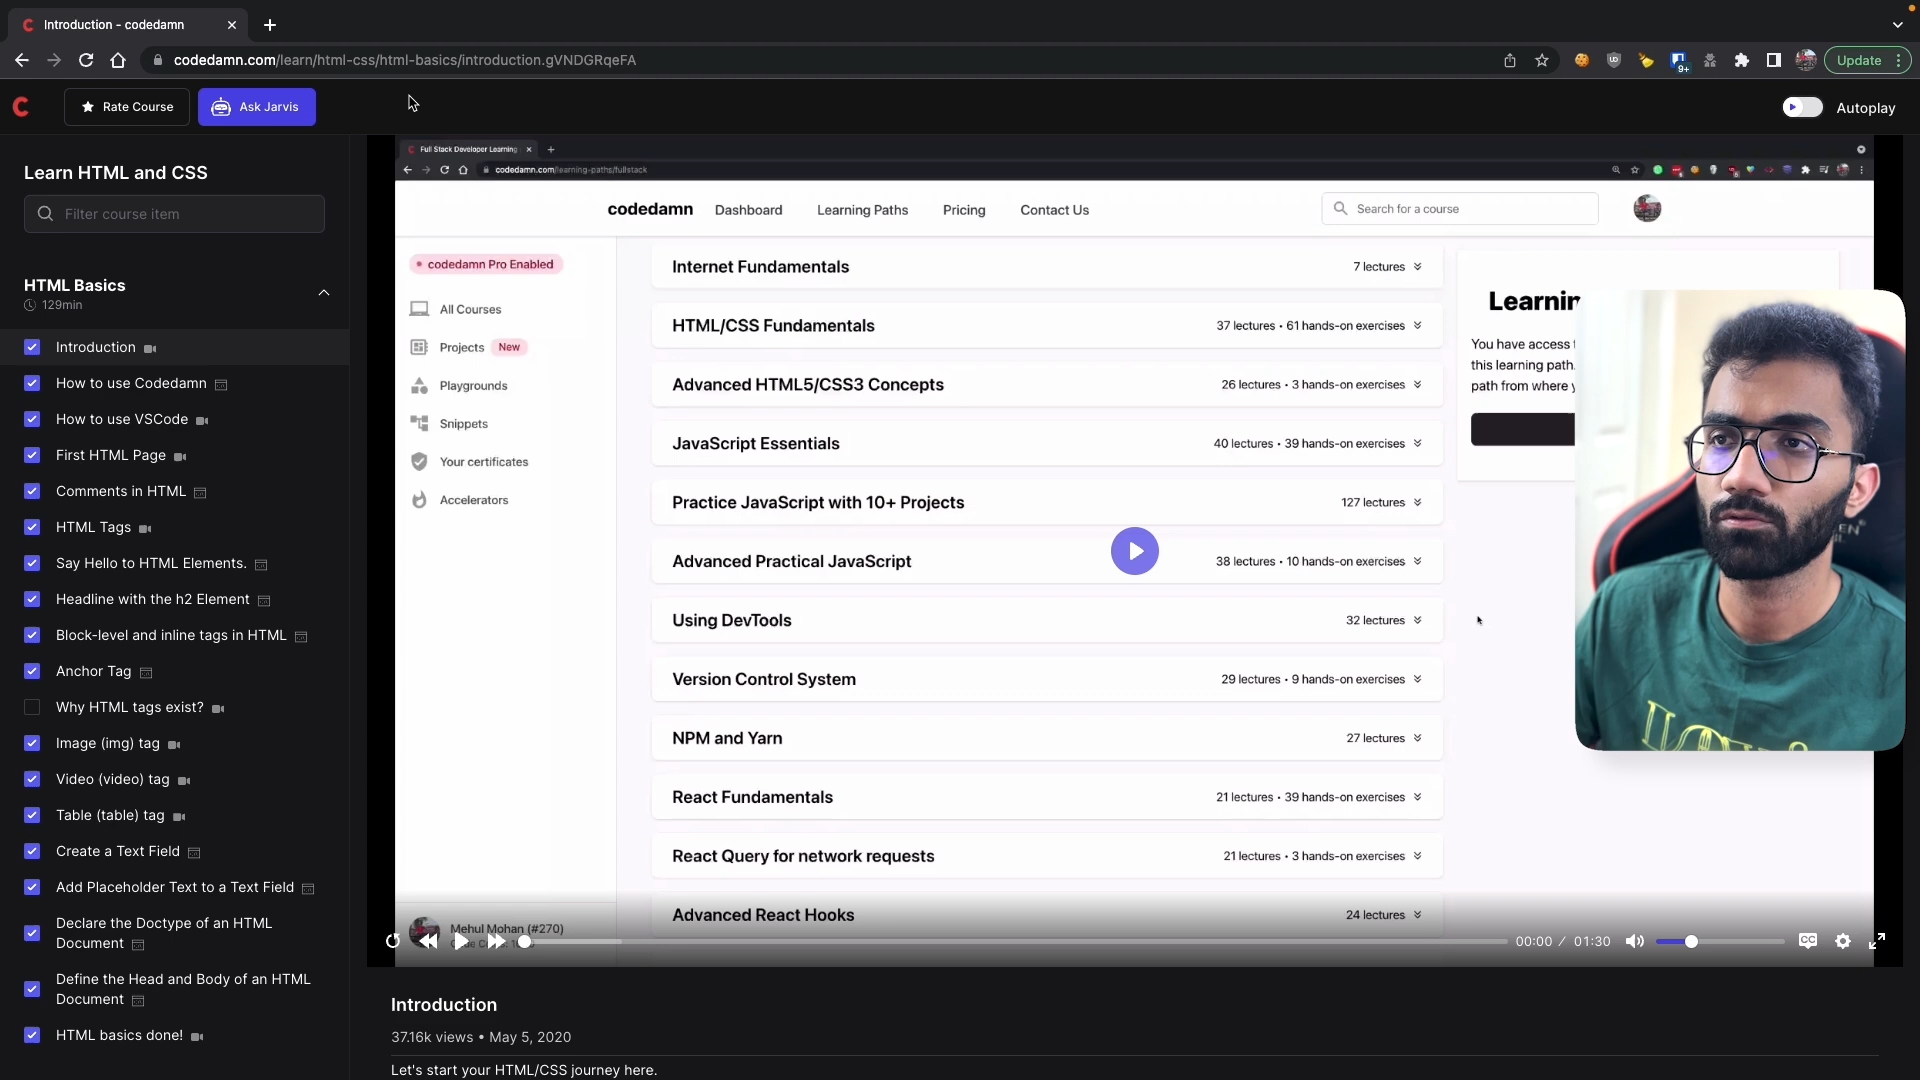 Introduction - codedamn
codedamn.com/learn/html-css/html-basics/introduction.gVNDGRqeFA
9+
Update
Rate Course
Ask Jarvis
Autoplay
Learn HTML and CSS
Filter course item
HTML Basics
129min
Introduction
How to use Codedamn
How to use VSCode
First HTML Page
Comments in HTML
HTML Tags
Say Hello to HTML Elements.
Headline with the h2 Element
Block-level and inline tags in HTML
Anchor Tag
Why HTML tags exist?
Image (img) tag
Video (video) tag
Table (table) tag
Create a Text Field
Add Placeholder Text to a Text Field
Declare the Doctype of an HTML
Document
Define the Head and Body of an HTML
Document
HTML basics done!
Full Stack Developer Learning
codedamn.com/learning-paths/fullstack
codedamn Dashboard Learning Paths Pricing Contact Us
Search for a course
codedamn Pro Enabled
All Courses
Projects New
Playgrounds
Snippets
Your certificates
Accelerators
Internet Fundamentals 7 lectures
HTML/CSS Fundamentals 37 lectures • 61 hands-on exercises
Advanced HTML5/CSS3 Concepts 26 lectures • 3 hands-on exercises
JavaScript Essentials 40 lectures • 39 hands-on exercises
Practice JavaScript with 10+ Projects 127 lectures
Advanced Practical JavaScript 38 lectures • 10 hands-on exercises
Using DevTools 32 lectures
Version Control System 29 lectures • 9 hands-on exercises
NPM and Yarn 27 lectures
React Fundamentals 21 lectures • 39 hands-on exercises
React Query for network requests 21 lectures • 3 hands-on exercises
Advanced React Hooks 24 lectures
Learnin
You have access
this learning path.
path from where
Mehul Mohan (#270)
00:00 / 01:30
CC
Introduction
37.16k views • May 5, 2020
Let's start your HTML/CSS journey here.